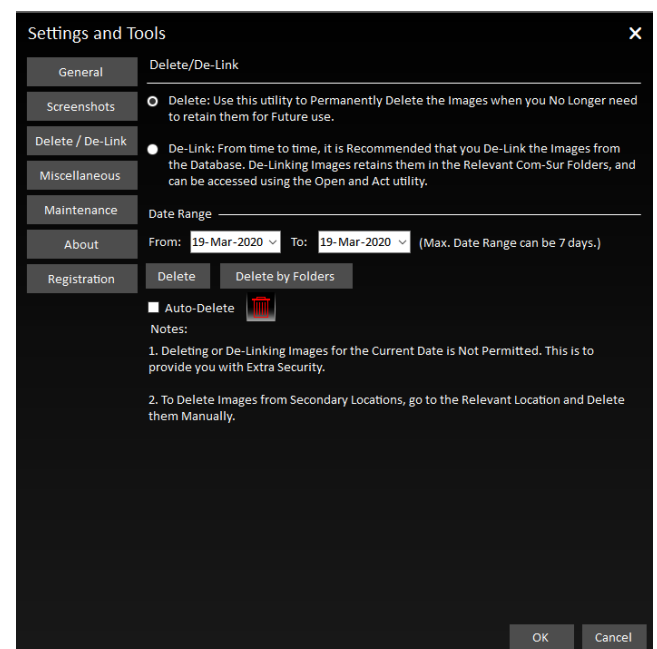 Settings and Tools
General
Screenshots
Delete / De-Link
Miscellaneous
Maintenance
About
Registration
Delete/De-Link
Delete: Use this utility to Permanently Delete the Images when you No Longer need
to retain them for Future use.
De-Link: From time to time, it is Recommended that you De-Link the Images from
the Database. De-Linking Images retains them in the Relevant Com-Sur Folders, and
can be accessed using the Open and Act utility.
Date Range
From: 19-Mar-2020 To: 19-Mar-2020 (Max. Date Range can be 7 days.)
Delete Delete by Folders
Auto-Delete
Notes:
1. Deleting or De-Linking Images for the Current Date is Not Permitted. This is to
provide you with Extra Security.
2. To Delete Images from Secondary Locations, go to the Relevant Location and Delete
them Manually.
OK Cancel